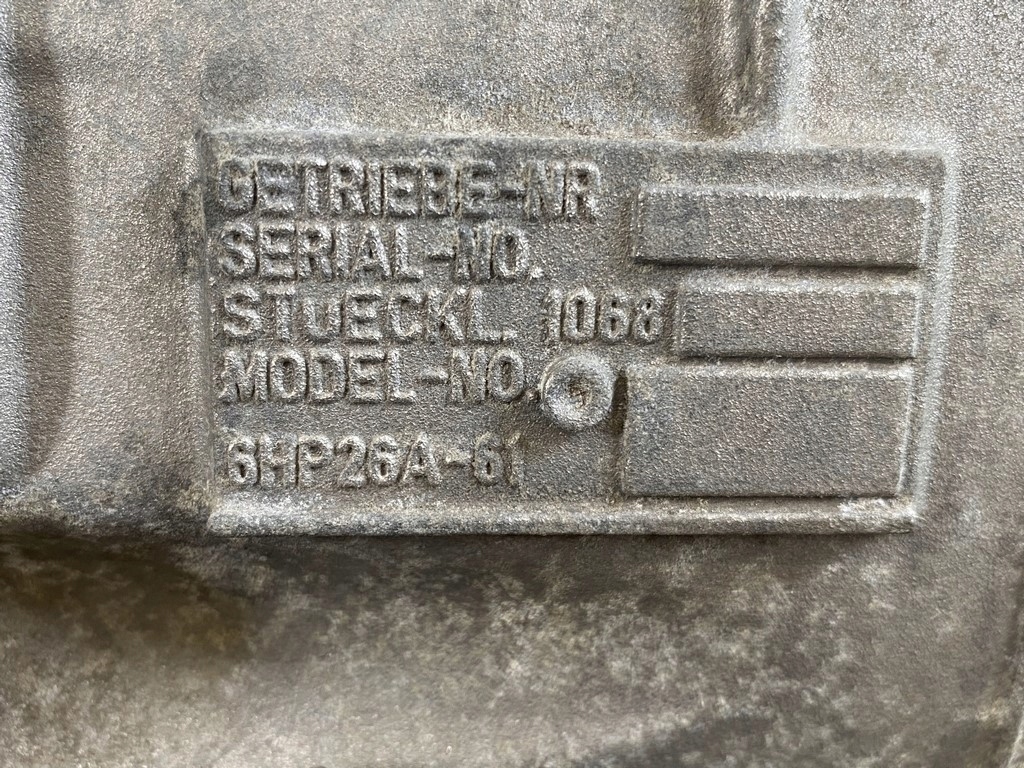 GETRIEBE-NR
SERIAL-NO.
STUECKL. 1068
MODEL-NO.
6HP26A-61